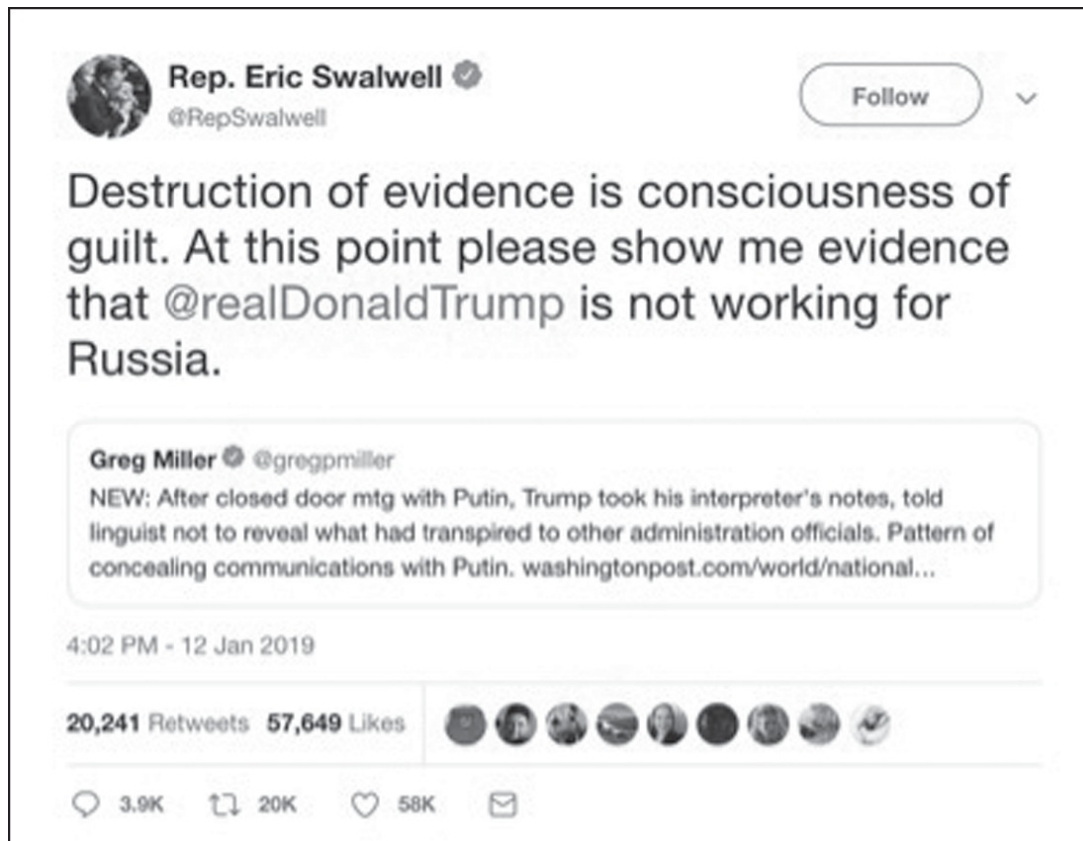 Rep. Eric Swalwell
@RepSwalwell
Follow
Destruction of evidence is consciousness of
guilt. At this point please show me evidence
that @realDonaldTrump is not working for
Russia.
Greg Miller @gregpmiller
NEW: After closed door mtg with Putin, Trump took his interpreter's notes, told
linguist not to reveal what had transpired to other administration officials. Pattern of
concealing communications with Putin. washingtonpost.com/world/national...
4:02 PM - 12 Jan 2019
20,241 Retweets 57,649 Likes
3.9K 20K 58K